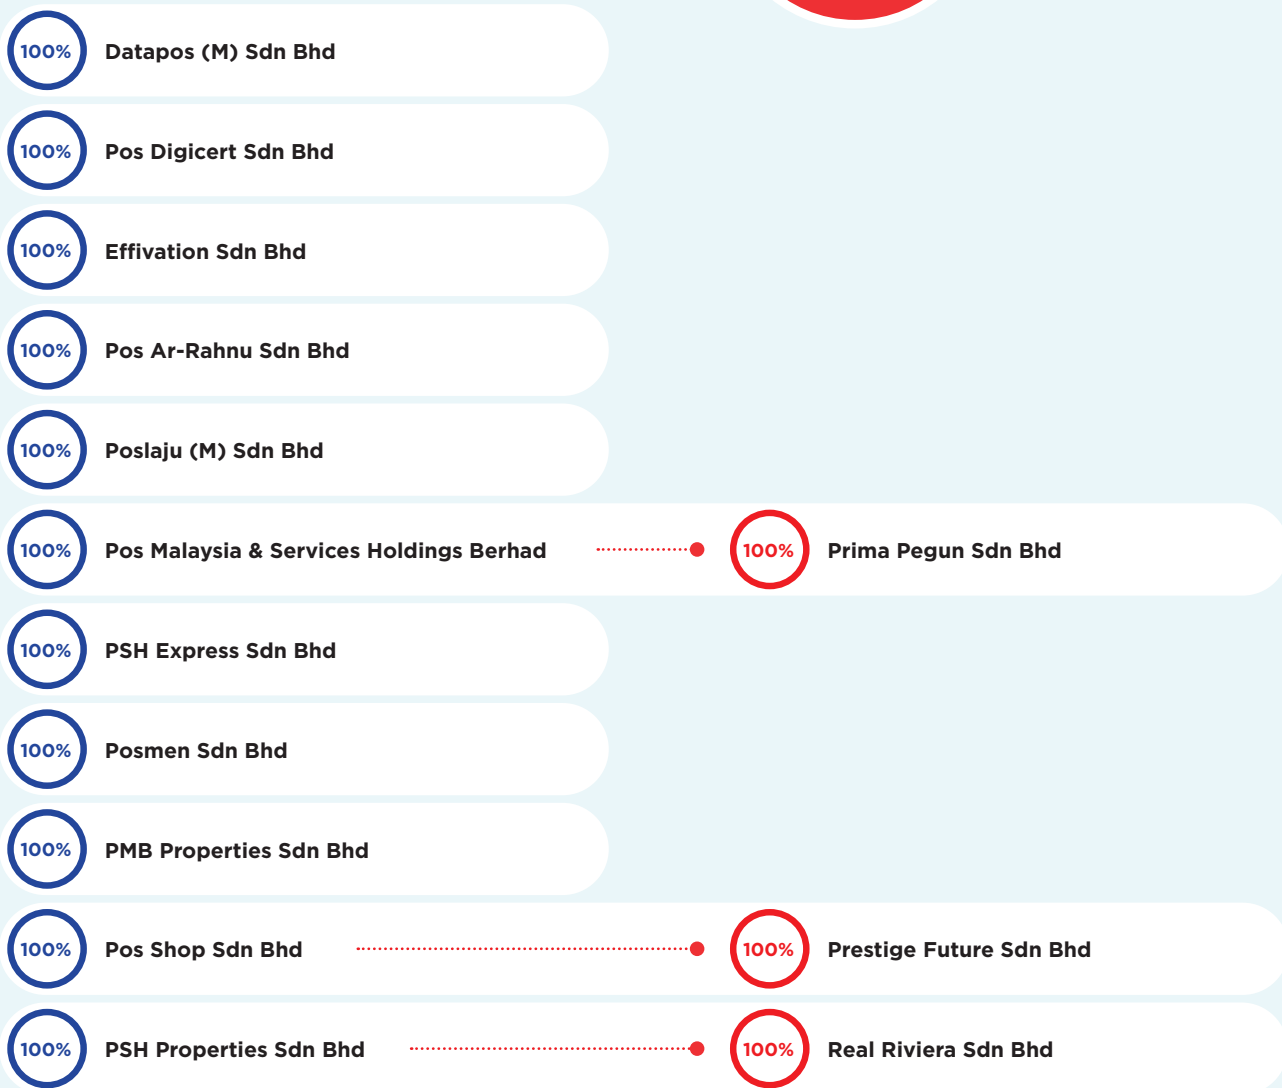 100% Datapos (M) Sdn Bhd
100% Pos Digicert Sdn Bhd
100% Effivation Sdn Bhd
100% Pos Ar-Rahnu Sdn Bhd
100% Poslaju (M) Sdn Bhd
100% Pos Malaysia & Services Holdings Berhad 100% Prima Pegun Sdn Bhd
100% PSH Express Sdn Bhd
100% Posmen Sdn Bhd
100% PMB Properties Sdn Bhd
100% Pos Shop Sdn Bhd 100% Prestige Future Sdn Bhd
100% PSH Properties Sdn Bhd 100% Real Riviera Sdn Bhd